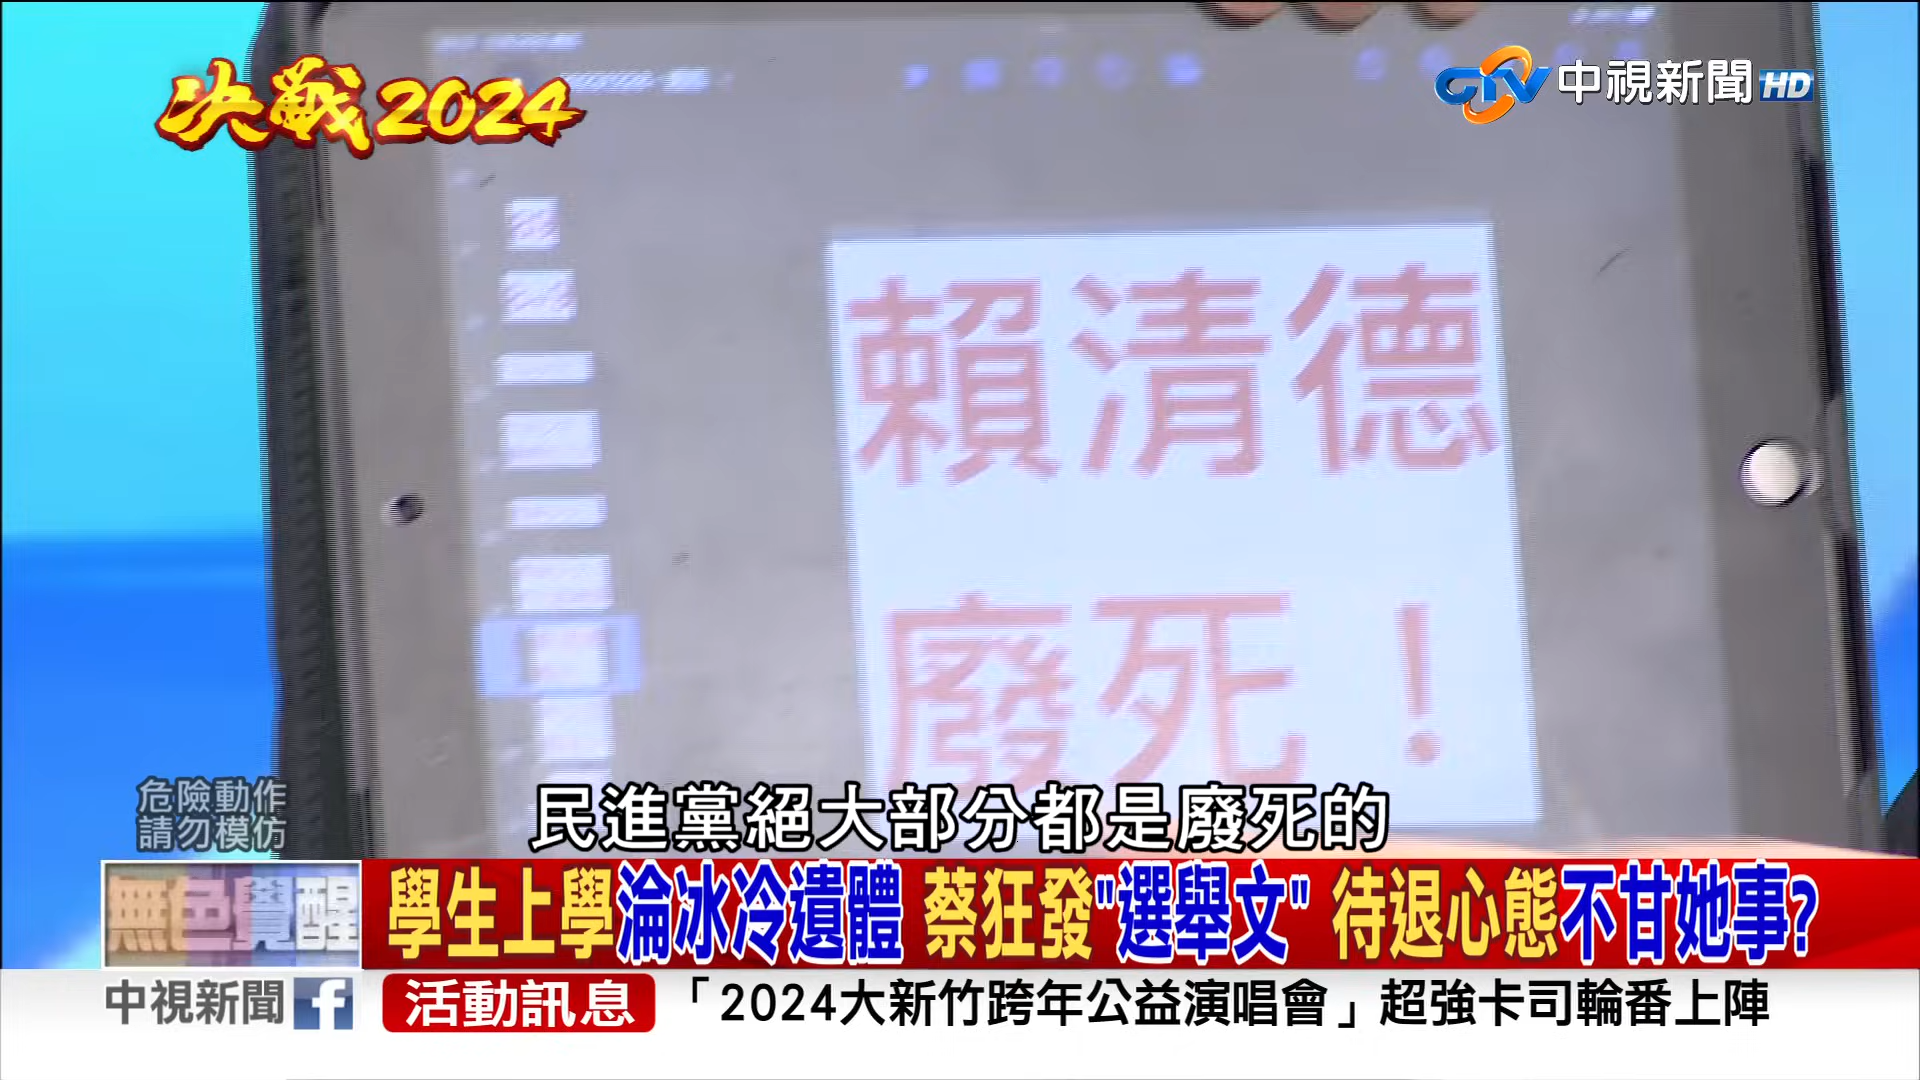 決戰2024
CTV中視新聞HD
賴清德
廢死！
危險動作
請勿模仿
民進黨絕大部分都是廢死的
無色覺醒
學生上學淪冰冷遺體 蔡狂發"選舉文" 待退心態不甘她事?
中視新聞
活動訊息
「2024大新竹跨年公益演唱會」超強卡司輪番上陣